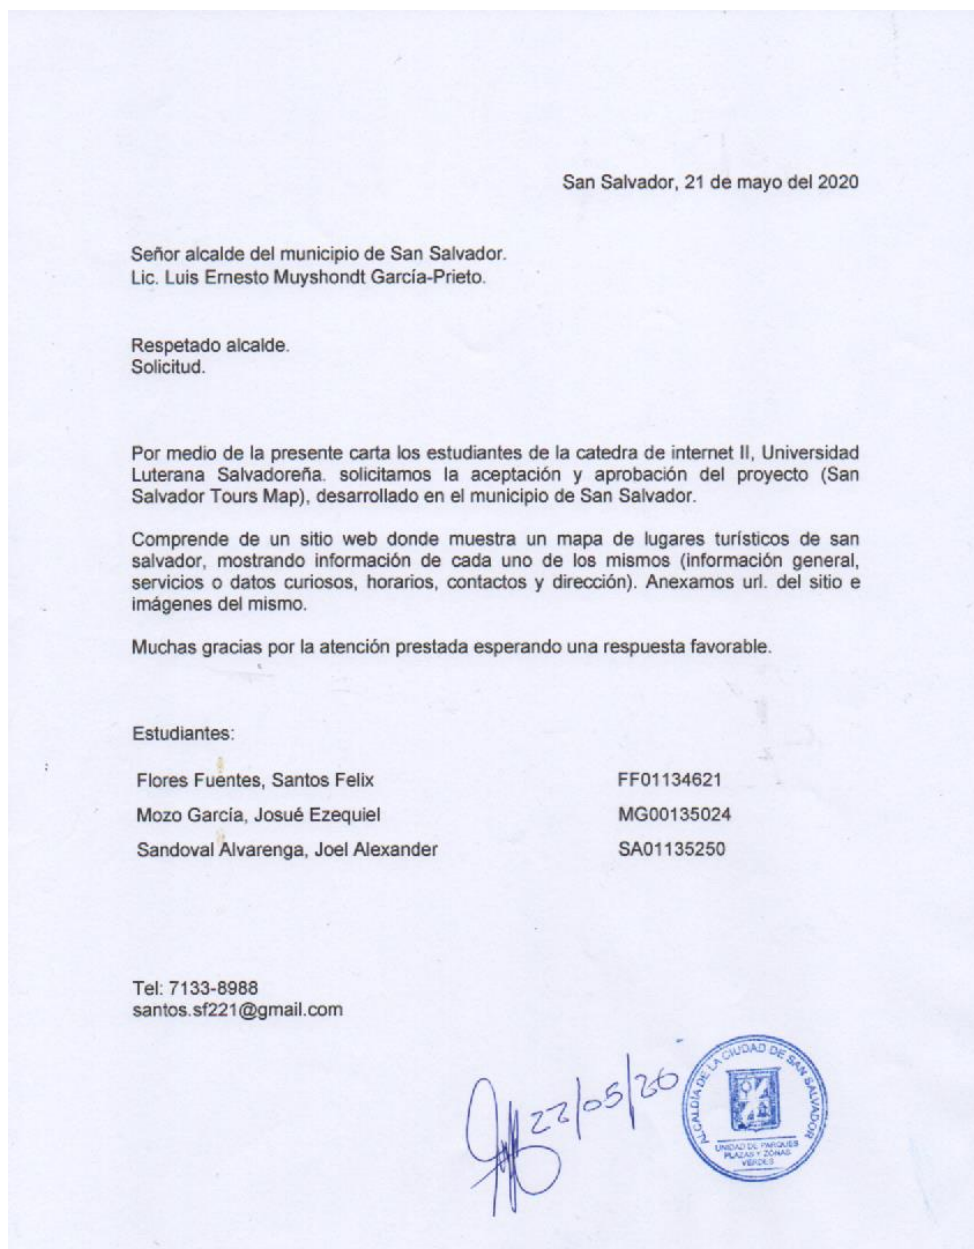 San Salvador, 21 de mayo del 2020
Señor alcalde del municipio de San Salvador.
Lic. Luis Ernesto Muyshondt García-Prieto.
Respetado alcalde.
Solicitud.
Por medio de la presente carta los estudiantes de la catedra de internet II, Universidad
Luterana Salvadoreña. solicitamos la aceptación y aprobación del proyecto (San
Salvador Tours Map), desarrollado en el municipio de San Salvador.
Comprende de un sitio web donde muestra un mapa de lugares turísticos de san
salvador, mostrando información de cada uno de los mismos (información general,
servicios o datos curiosos, horarios, contactos y dirección). Anexamos url. del sitio e
imágenes del mismo.
Muchas gracias por la atención prestada esperando una respuesta favorable.
Estudiantes:
Flores Fuentes, Santos Felix FF01134621
Mozo García, Josué Ezequiel MG00135024
Sandoval Alvarenga, Joel Alexander SA01135250
Tel: 7133-8988
santos.sf221@gmail.com
22/05/20
ALCALDIA DE LA CIUDAD DE SAN SALVADOR
UNIDAD DE PARQUES
PLAZAS Y ZONAS
VERDES